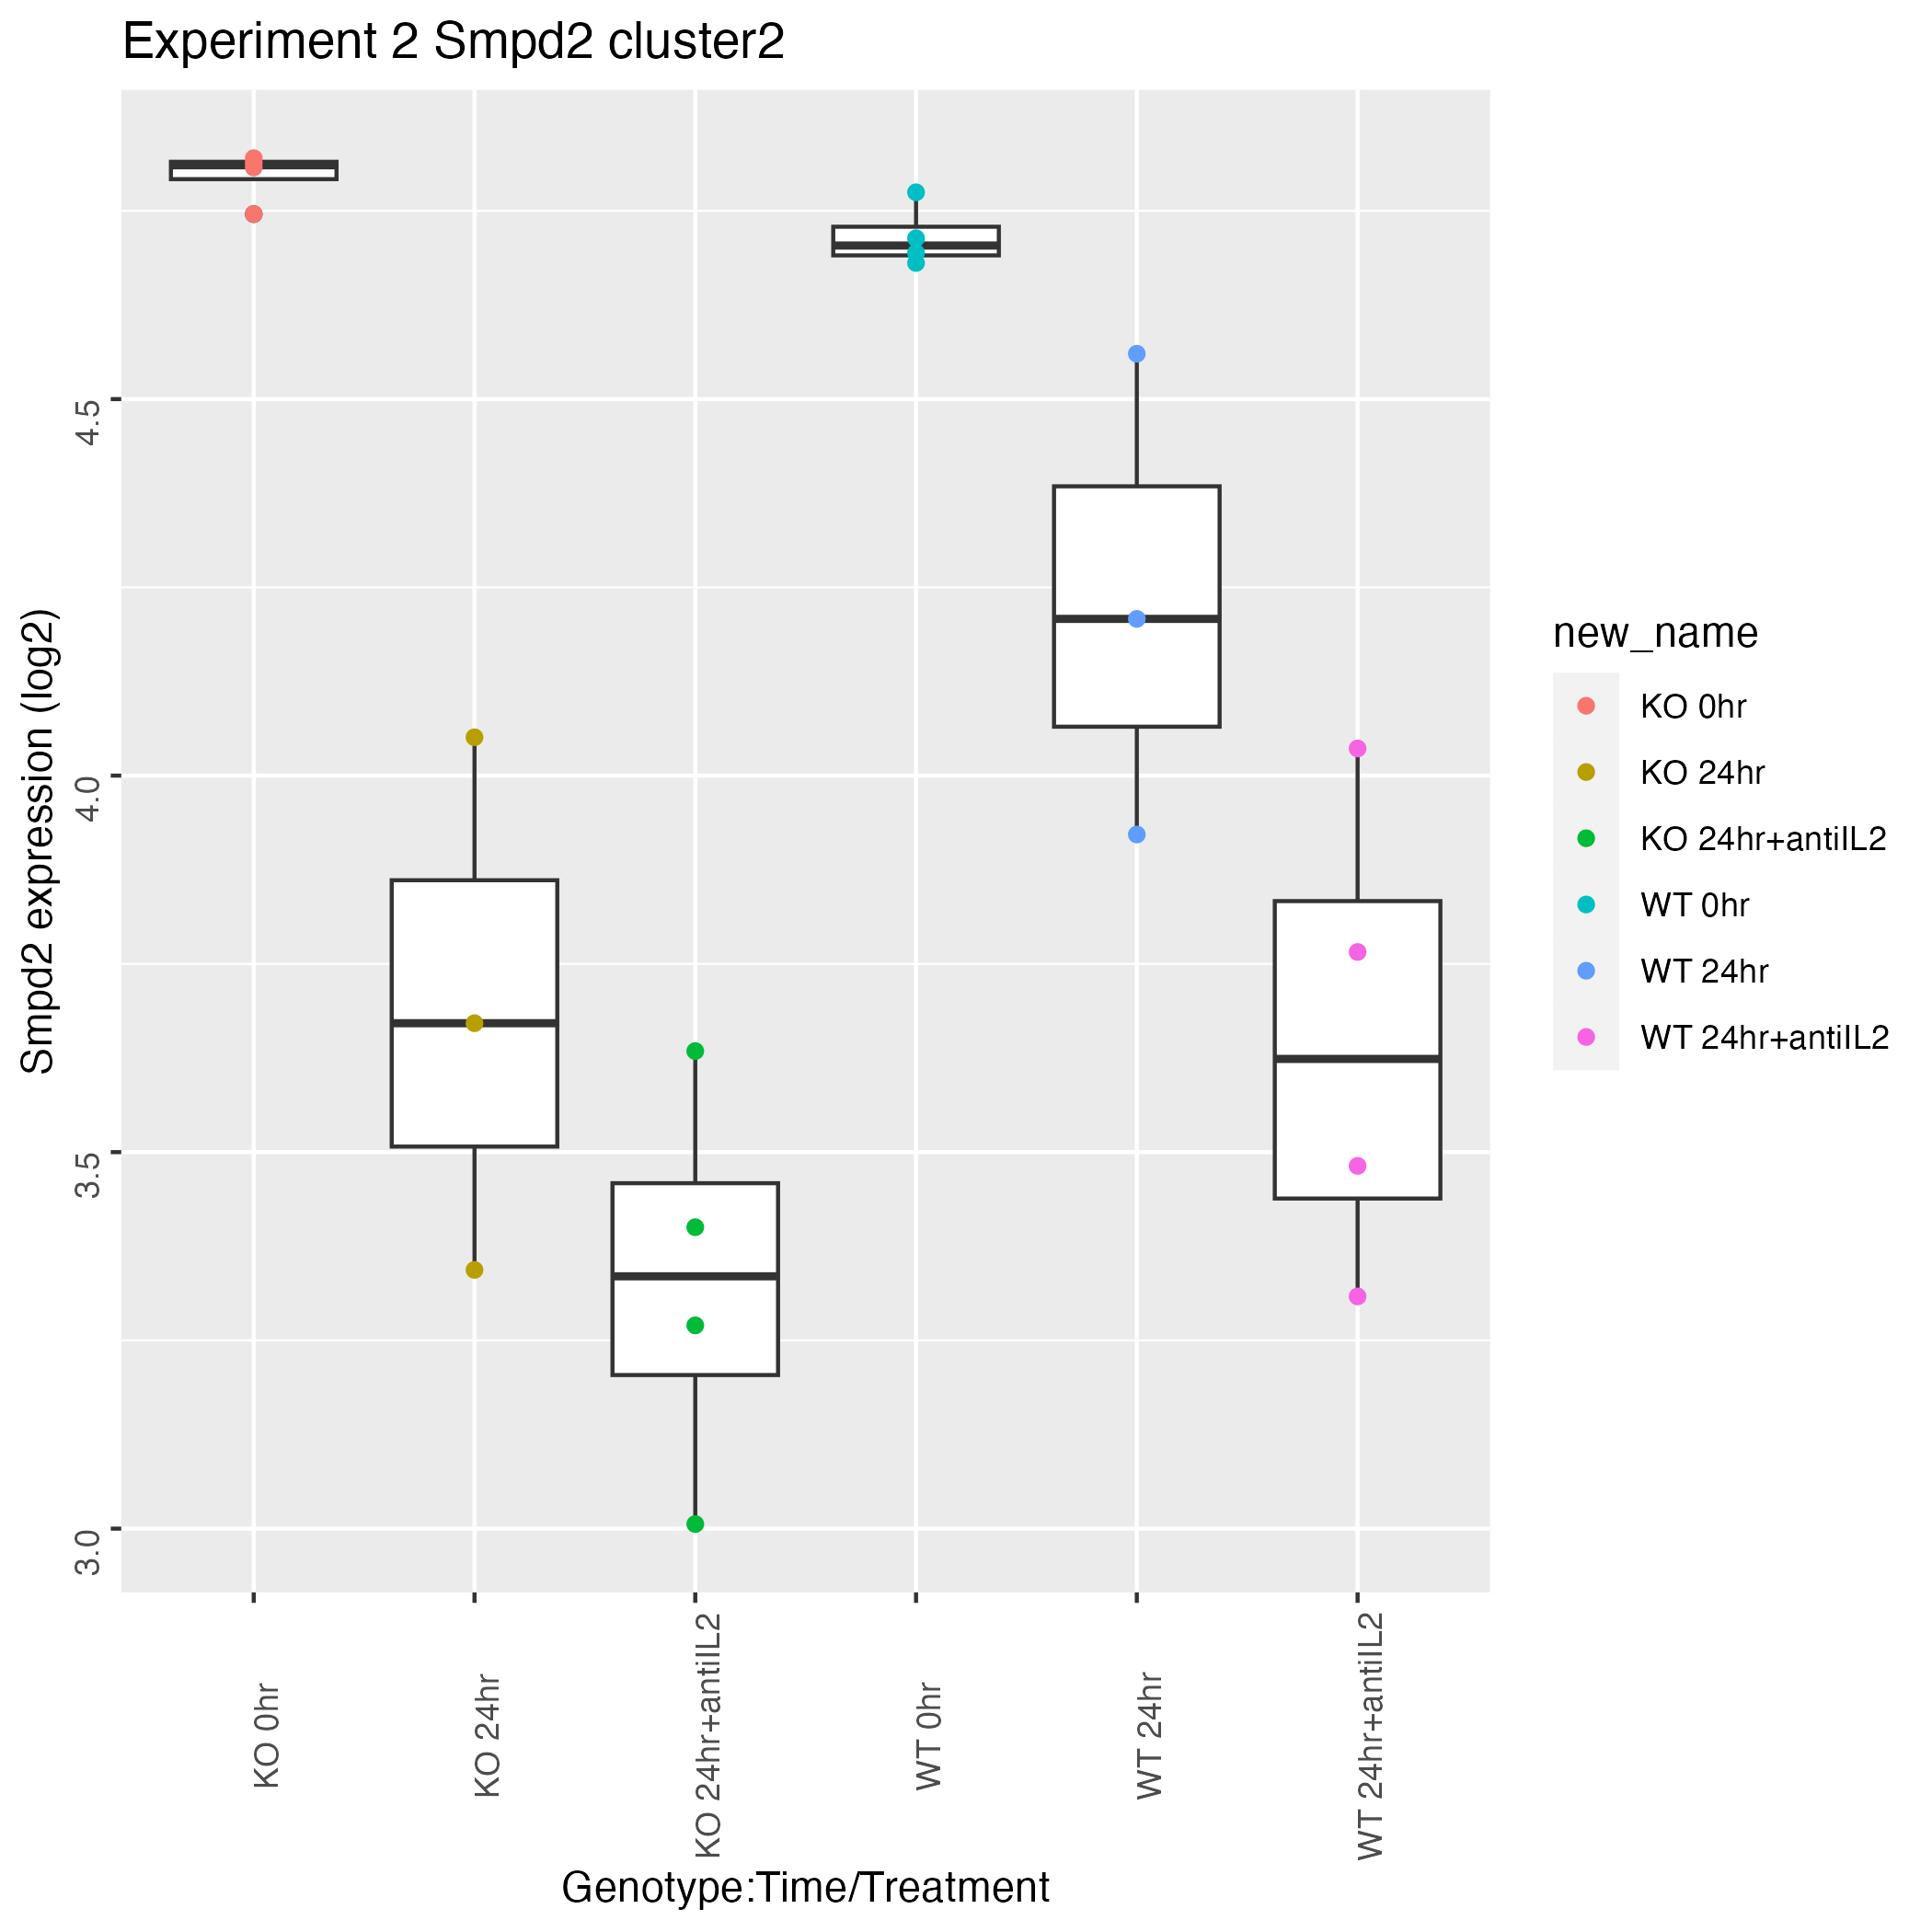 Experiment 2 Smpd2 cluster2
Smpd2 expression (log2)
4.5
4.0
3.5
3.0
KO 0hr
KO 24hr
KO 24hr+antiIL2
WT 0hr
WT 24hr
WT 24hr+antiIL2
Genotype:Time/Treatment
new_name
KO 0hr
KO 24hr
KO 24hr+antiIL2
WT 0hr
WT 24hr
WT 24hr+antiIL2